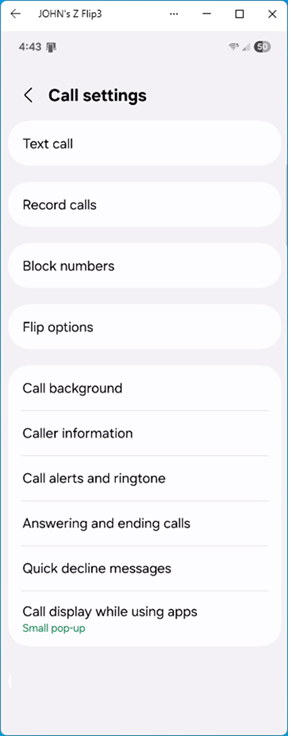 JOHN's Z Flip3
4:43 50
Call settings
Text call
Record calls
Block numbers
Flip options
Call background
Caller information
Call alerts and ringtone
Answering and ending calls
Quick decline messages
Call display while using apps
Small pop-up